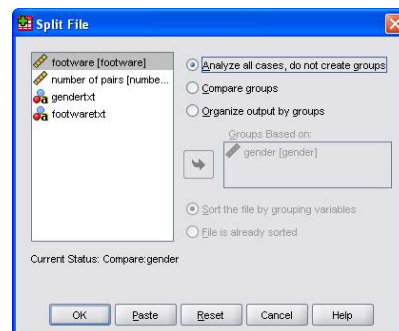 Split File
footware [footware]
number of pairs [numbe...
gendertxt
footwaretxt
Analyze all cases, do not create groups
Compare groups
Organize output by groups
Groups Based on:
gender [gender]
Sort the file by grouping variables
File is already sorted
Current Status: Compare:gender
OK
Paste
Reset
Cancel
Help